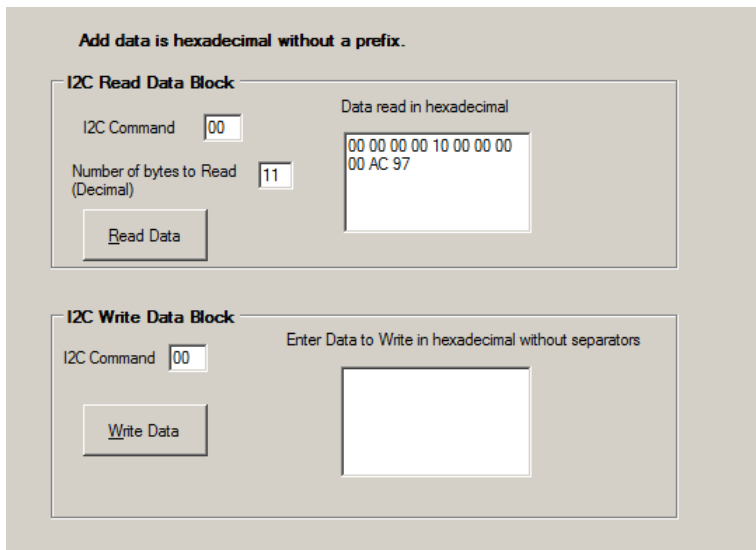 Add data is hexadecimal without a prefix.
I2C Read Data Block
Data read in hexadecimal
I2C Command 00
00 00 00 00 10 00 00 00
00 AC 97
Number of bytes to Read
(Decimal)
11
Read Data
I2C Write Data Block
Enter Data to Write in hexadecimal without separators
I2C Command 00
Write Data